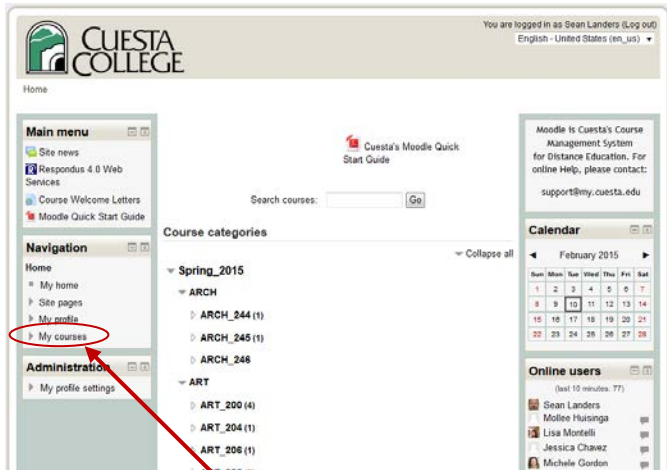 You are logged in as Sean Landers (Log out)
English - United States (en_us)
CUESTA
COLLEGE
Home
Main menu
Site news
Respondus 4.0 Web
Services
Course Welcome Letters
Moodle Quick Start Guide
Navigation
Home
My home
Site pages
My profile
My courses
Administration
My profile settings
Cuesta's Moodle Quick
Start Guide
Search courses:
Go
Course categories
Collapse all
Spring_2015
ARCH
ARCH_244 (1)
ARCH_245 (1)
ARCH_246
ART
ART_200 (4)
ART_204 (1)
ART_206 (1)
Moodle is Cuesta's Course
Management System
for Distance Education. For
online Help, please contact:
support@my.cuesta.edu
Calendar
February 2015
Sun Mon Tue Wed Thu Fri Sat
1 2 3 4 5 6 7
8 9 10 11 12 13 14
15 16 17 18 19 20 21
22 23 24 25 26 27 28
Online users
(last 10 minutes: 77)
Sean Landers
Mollee Huisinga
Lisa Montelli
Jessica Chavez
Michele Gordon